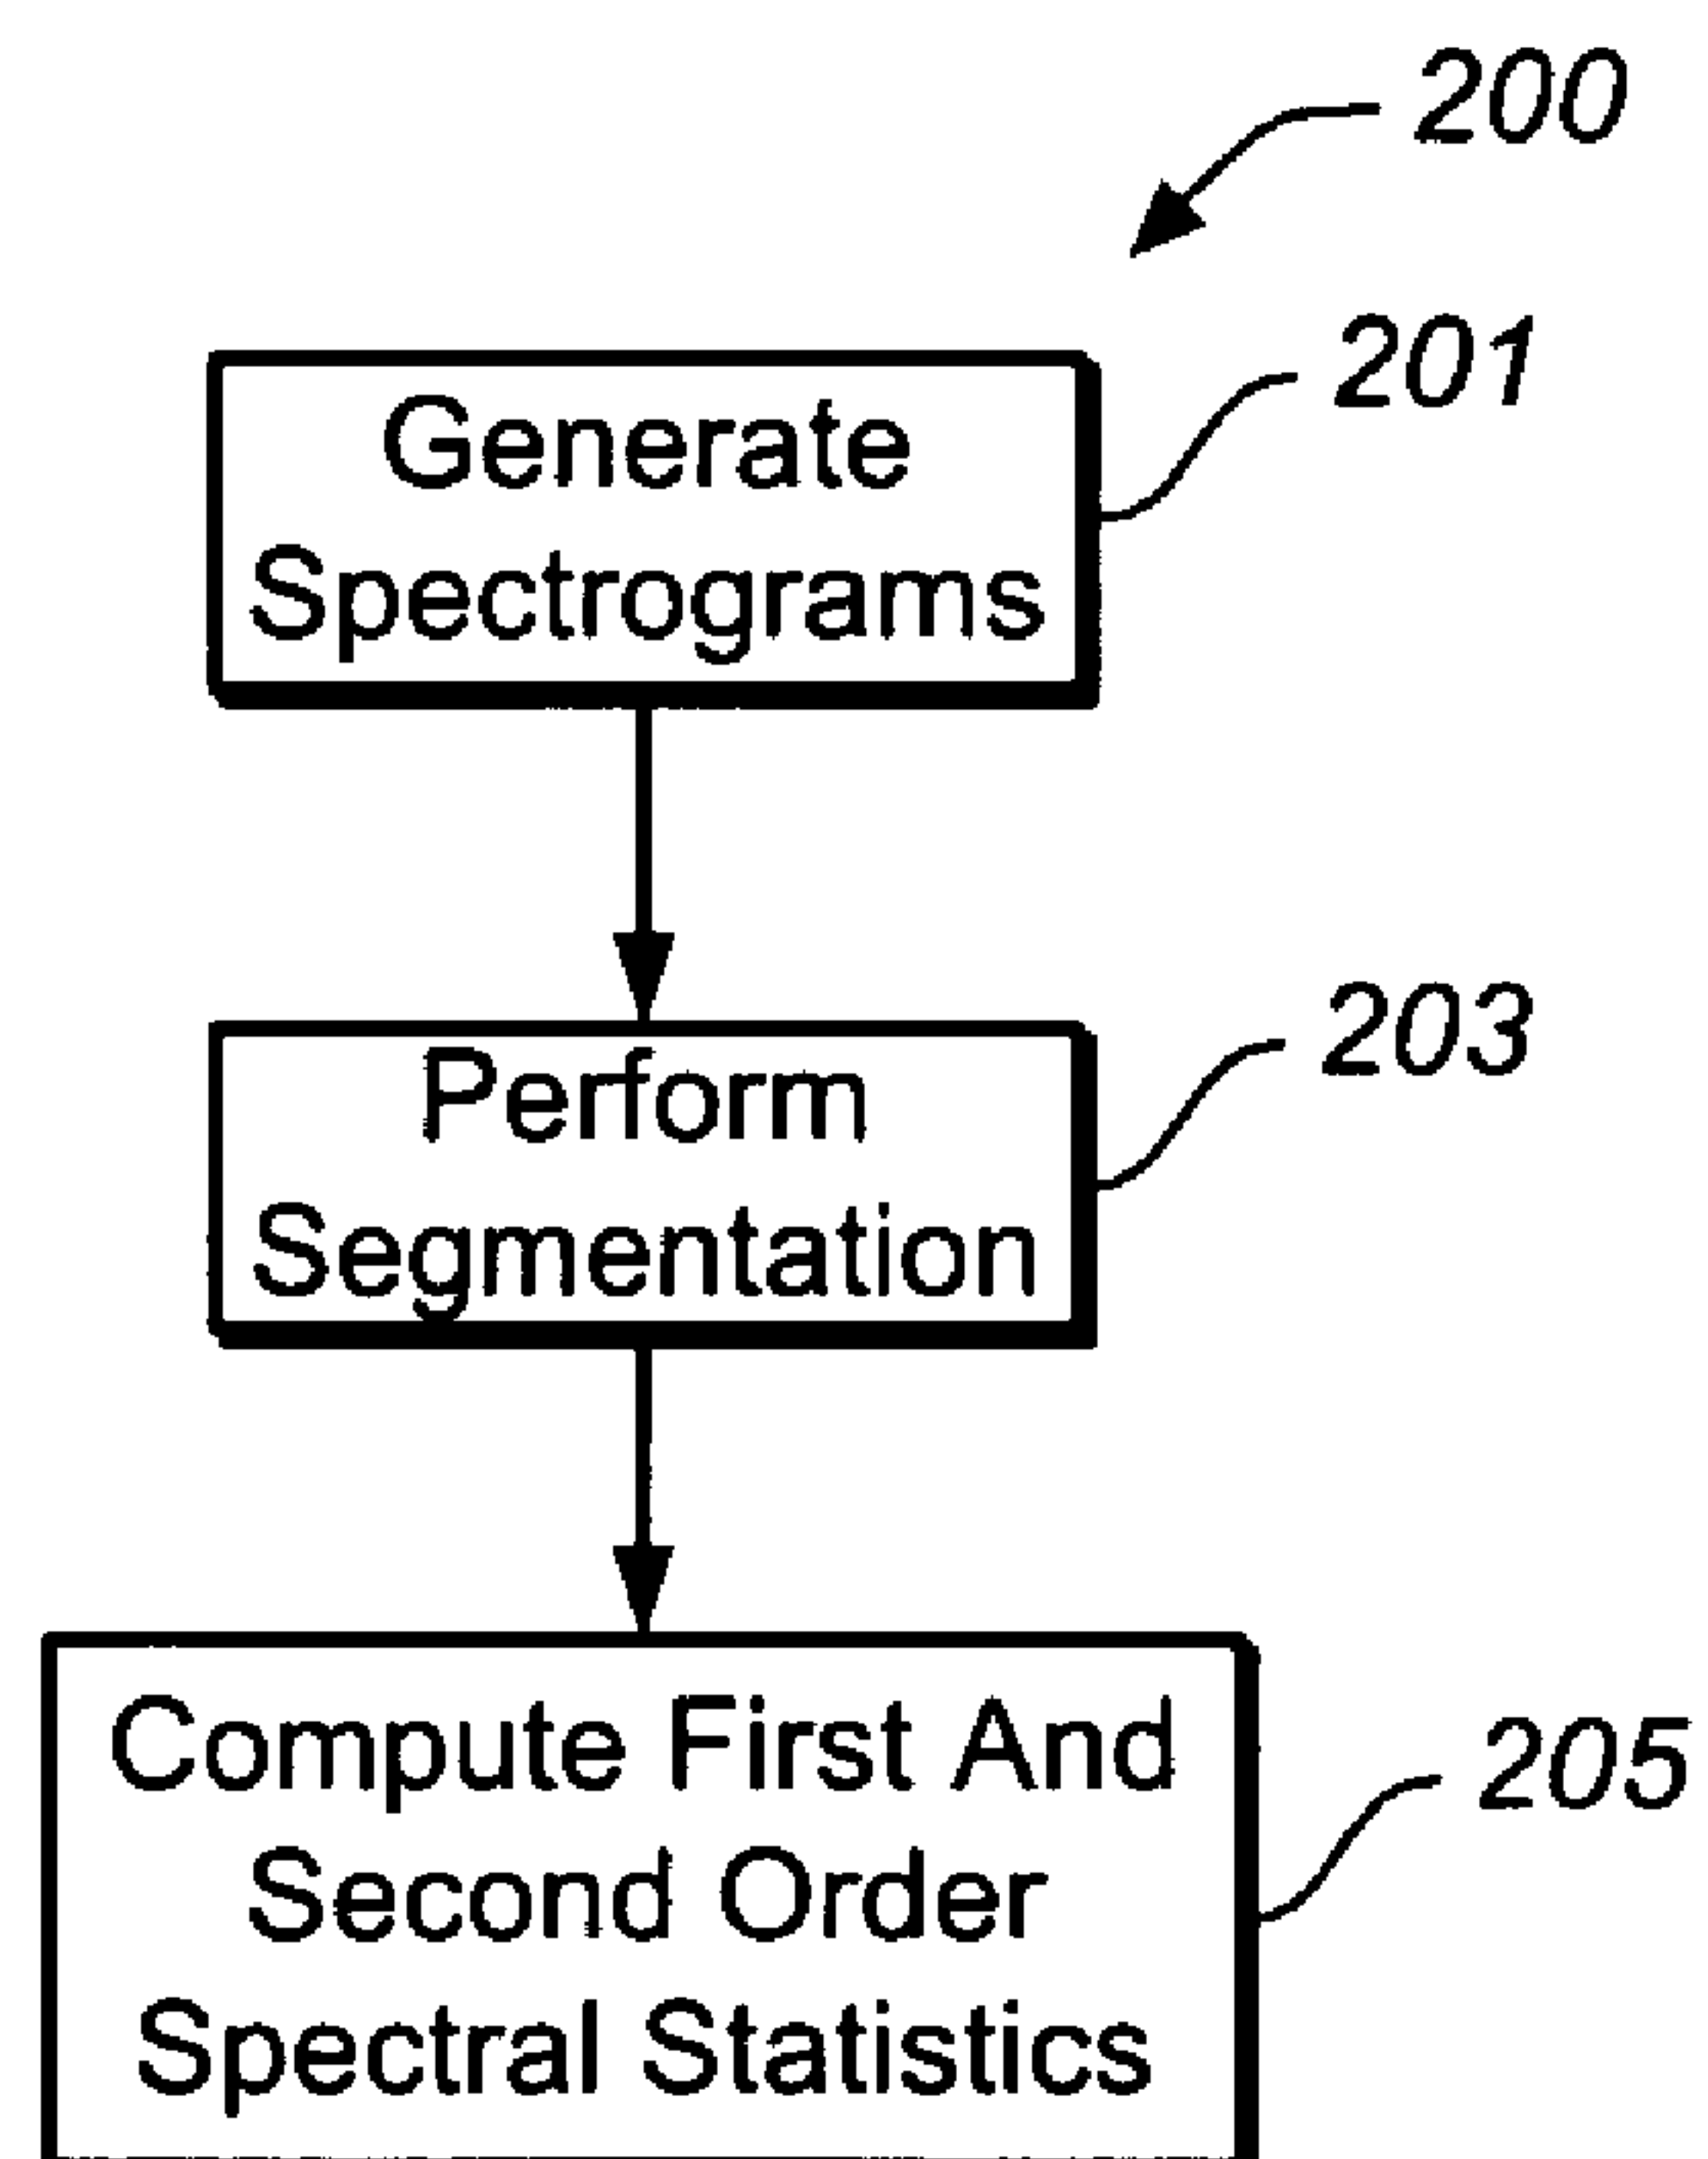 200
201
Generate
Spectrograms
203
Perform
Segmentation
205
Compute First And
Second Order
Spectral Statistics